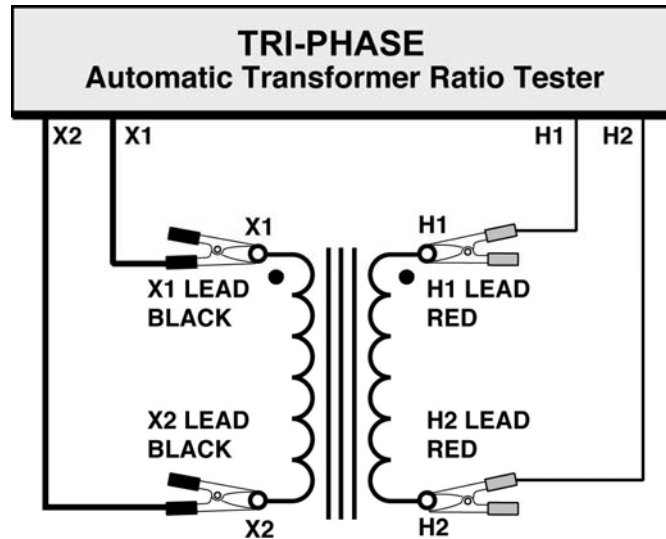 TRI-PHASE
Automatic Transformer Ratio Tester
X2 X1 H1 H2
X1 H1
X1 LEAD
BLACK
H1 LEAD
RED
X2 LEAD
BLACK
H2 LEAD
RED
X2 H2